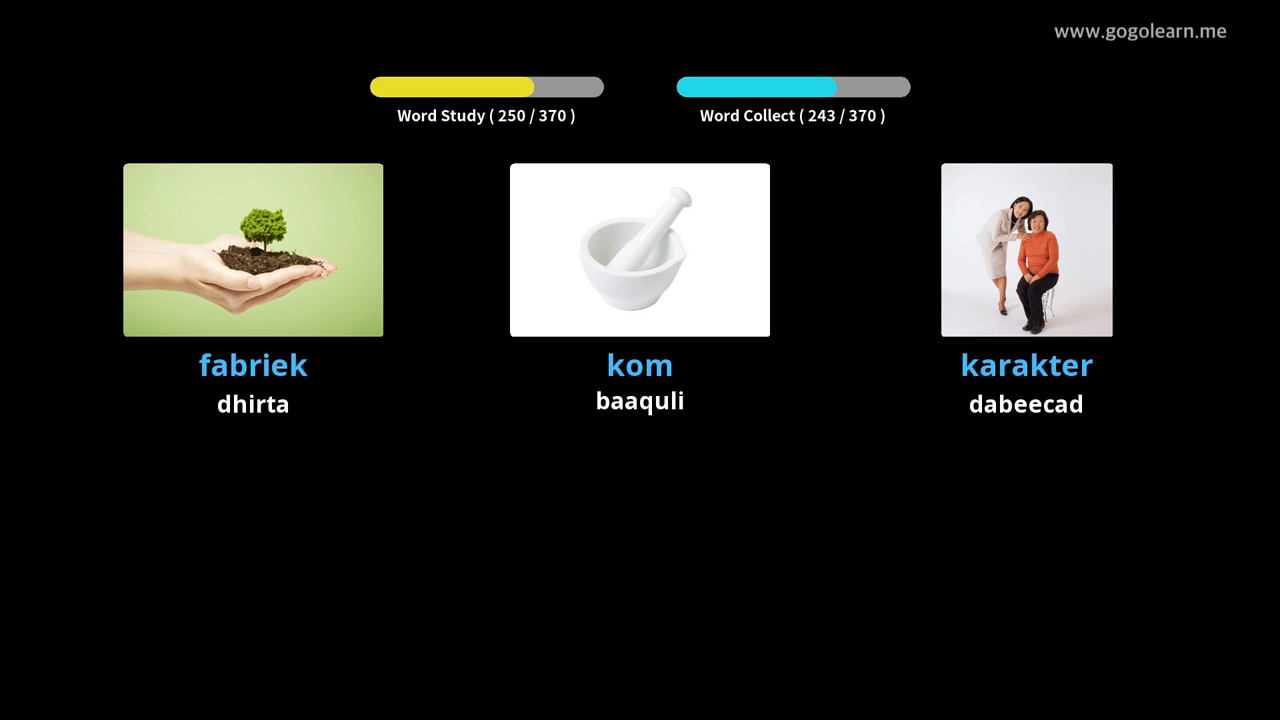 www.gogolearn.me
Word Study ( 250 / 370 )
Word Collect ( 243 / 370 )
fabriek
dhirta
kom
baaquli
karakter
dabeecad